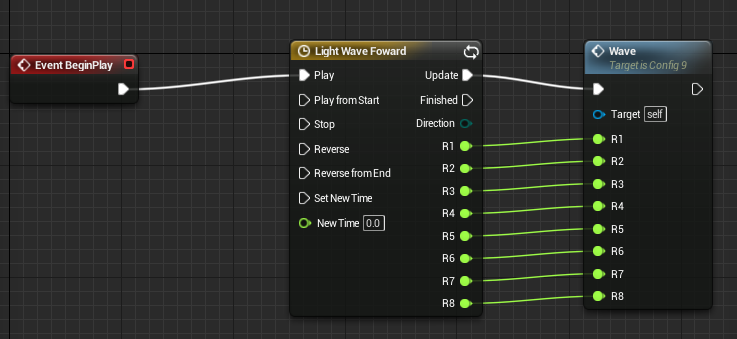 Event BeginPlay
Light Wave Foward
Play
Update
Play from Start
Finished
Stop
Direction
Reverse
R1
Reverse from End
R2
Set New Time
R3
New Time 0.0
R4
R5
R6
R7
R8
Wave
Target is Config 9
Target self
R1
R2
R3
R4
R5
R6
R7
R8